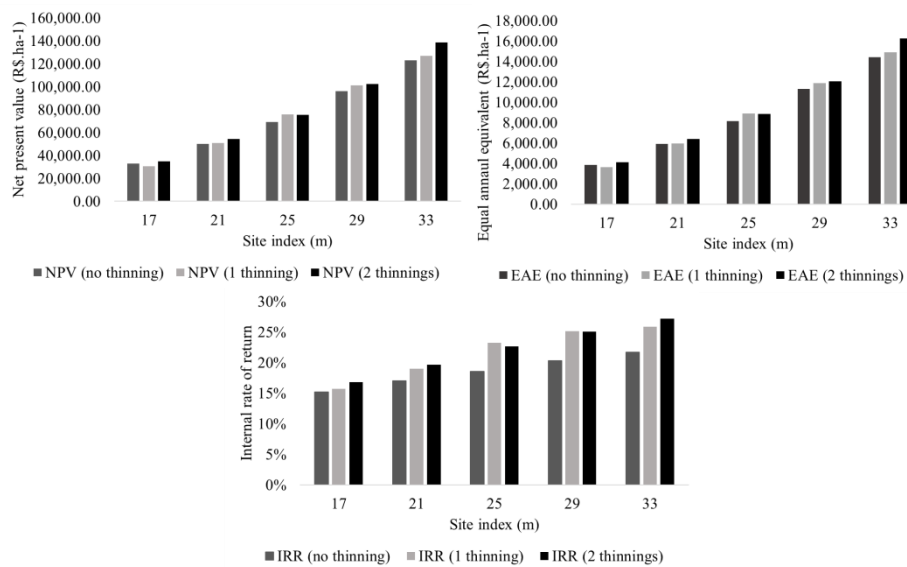 Net present value (R$.ha-1)
160,000.00
140,000.00
120,000.00
100,000.00
80,000.00
60,000.00
40,000.00
20,000.00
0.00
17 21 25 29 33
Site index (m)
NPV (no thinning) NPV (1 thinning) NPV (2 thinnings)
Equal annaul equivalent (R$.ha-1)
18,000.00
16,000.00
14,000.00
12,000.00
10,000.00
8,000.00
6,000.00
4,000.00
2,000.00
0.00
17 21 25 29 33
Site index (m)
EAE (no thinning) EAE (1 thinning) EAE (2 thinnings)
Internal rate of return
30%
25%
20%
15%
10%
5%
0%
17 21 25 29 33
Site index (m)
IRR (no thinning) IRR (1 thinning) IRR (2 thinnings)